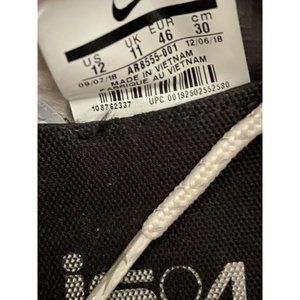 US UK EUR cm
12 11 46 30
09/07/18 AR8555-001 12/06/18
MADE IN VIETNAM
FABRIQUE AU VIETNAM
108762337
UPC 00192502552580